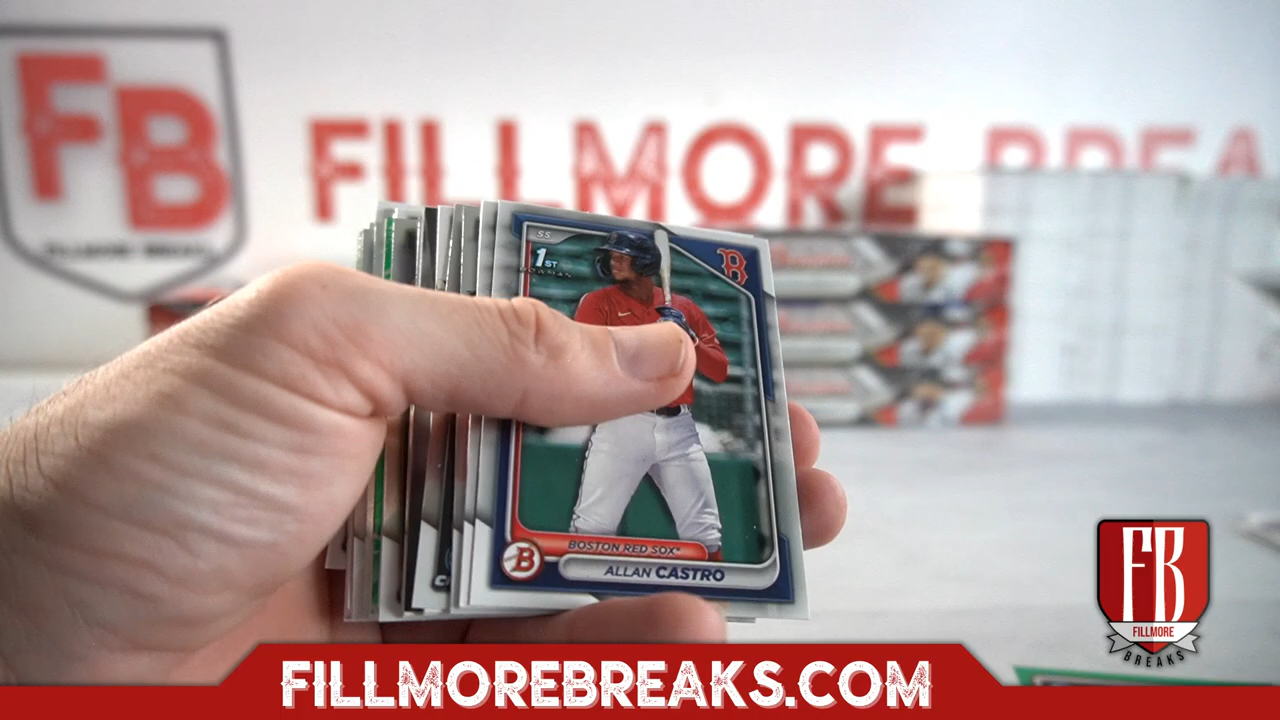 FB
FILLMORE BREA
SS
1ST
BOWMAN
B
BOSTON RED SOX
B
ALLAN CASTRO
FB
FILLMORE
BREAKS
FILLMOREBREAKS.COM